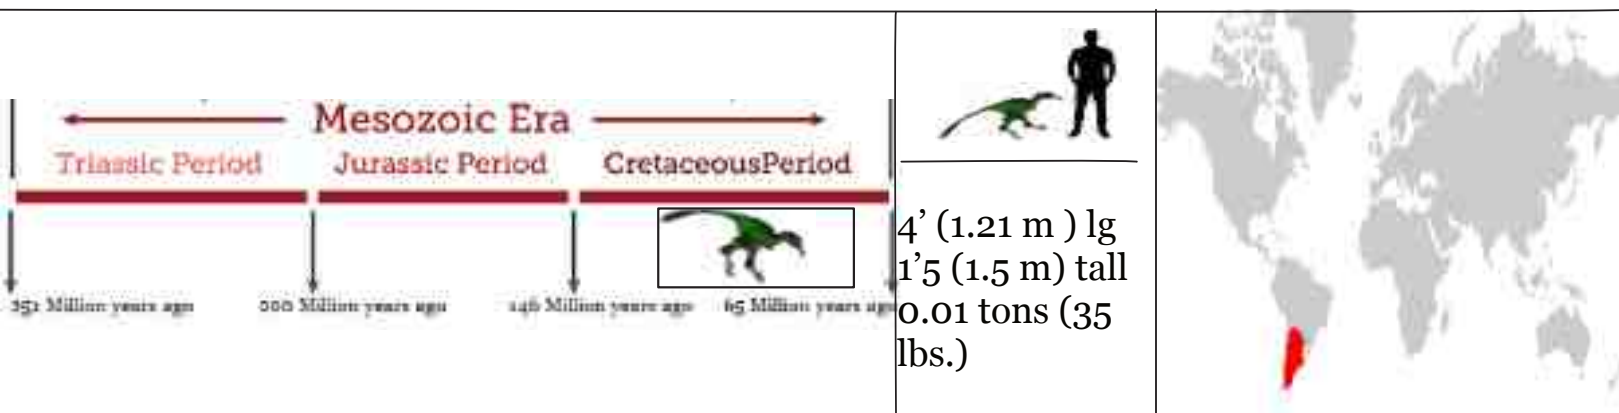 Mesozoic Era
Triassic Period Jurassic Period CretaceousPeriod
251 Million years ago 200 Million years ago 146 Million years ago 65 Million years ago
4’ (1.21 m ) lg
1’5 (1.5 m) tall
0.01 tons (35
lbs.)